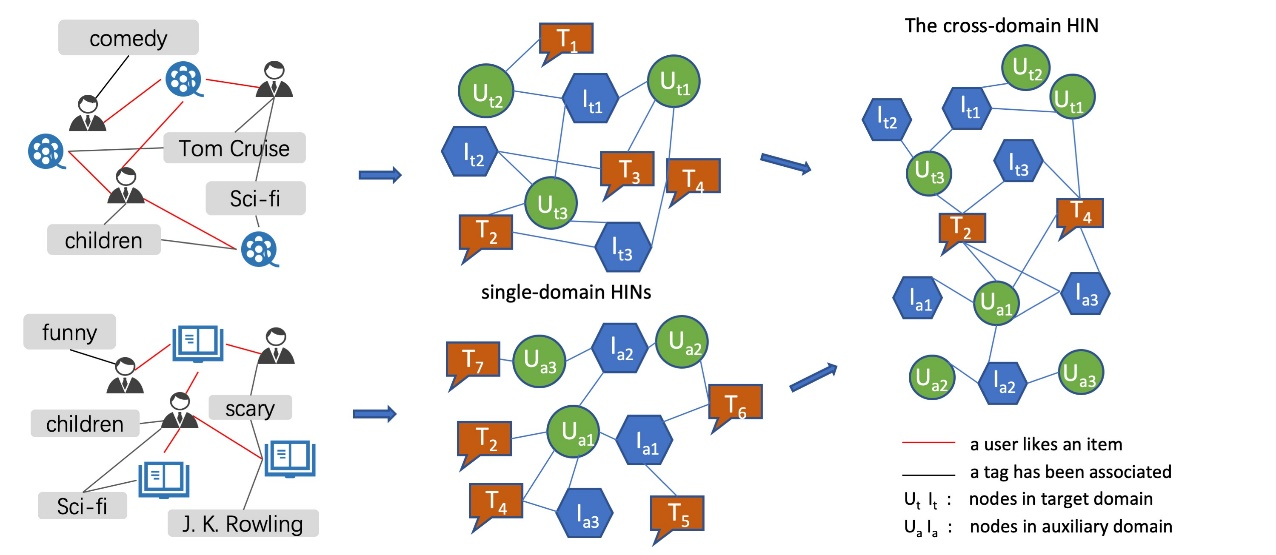 comedy
Tom Cruise
Sci-fi
children
funny
children
scary
Sci-fi
J. K. Rowling
T1
Ut2
It1
Ut1
It2
T3
T4
Ut3
T2
It3
single-domain HINs
T7
Ua3
Ia2
Ua2
T6
T2
Ua1
Ia1
T4
Ia3
T5
The cross-domain HIN
Ut2
Ut1
It1
It2
Ut3
It3
T2
T4
Ia1
Ua1
Ia3
Ua2
Ia2
Ua3
a user likes an item
a tag has been associated
Ut It : nodes in target domain
Ua Ia : nodes in auxiliary domain